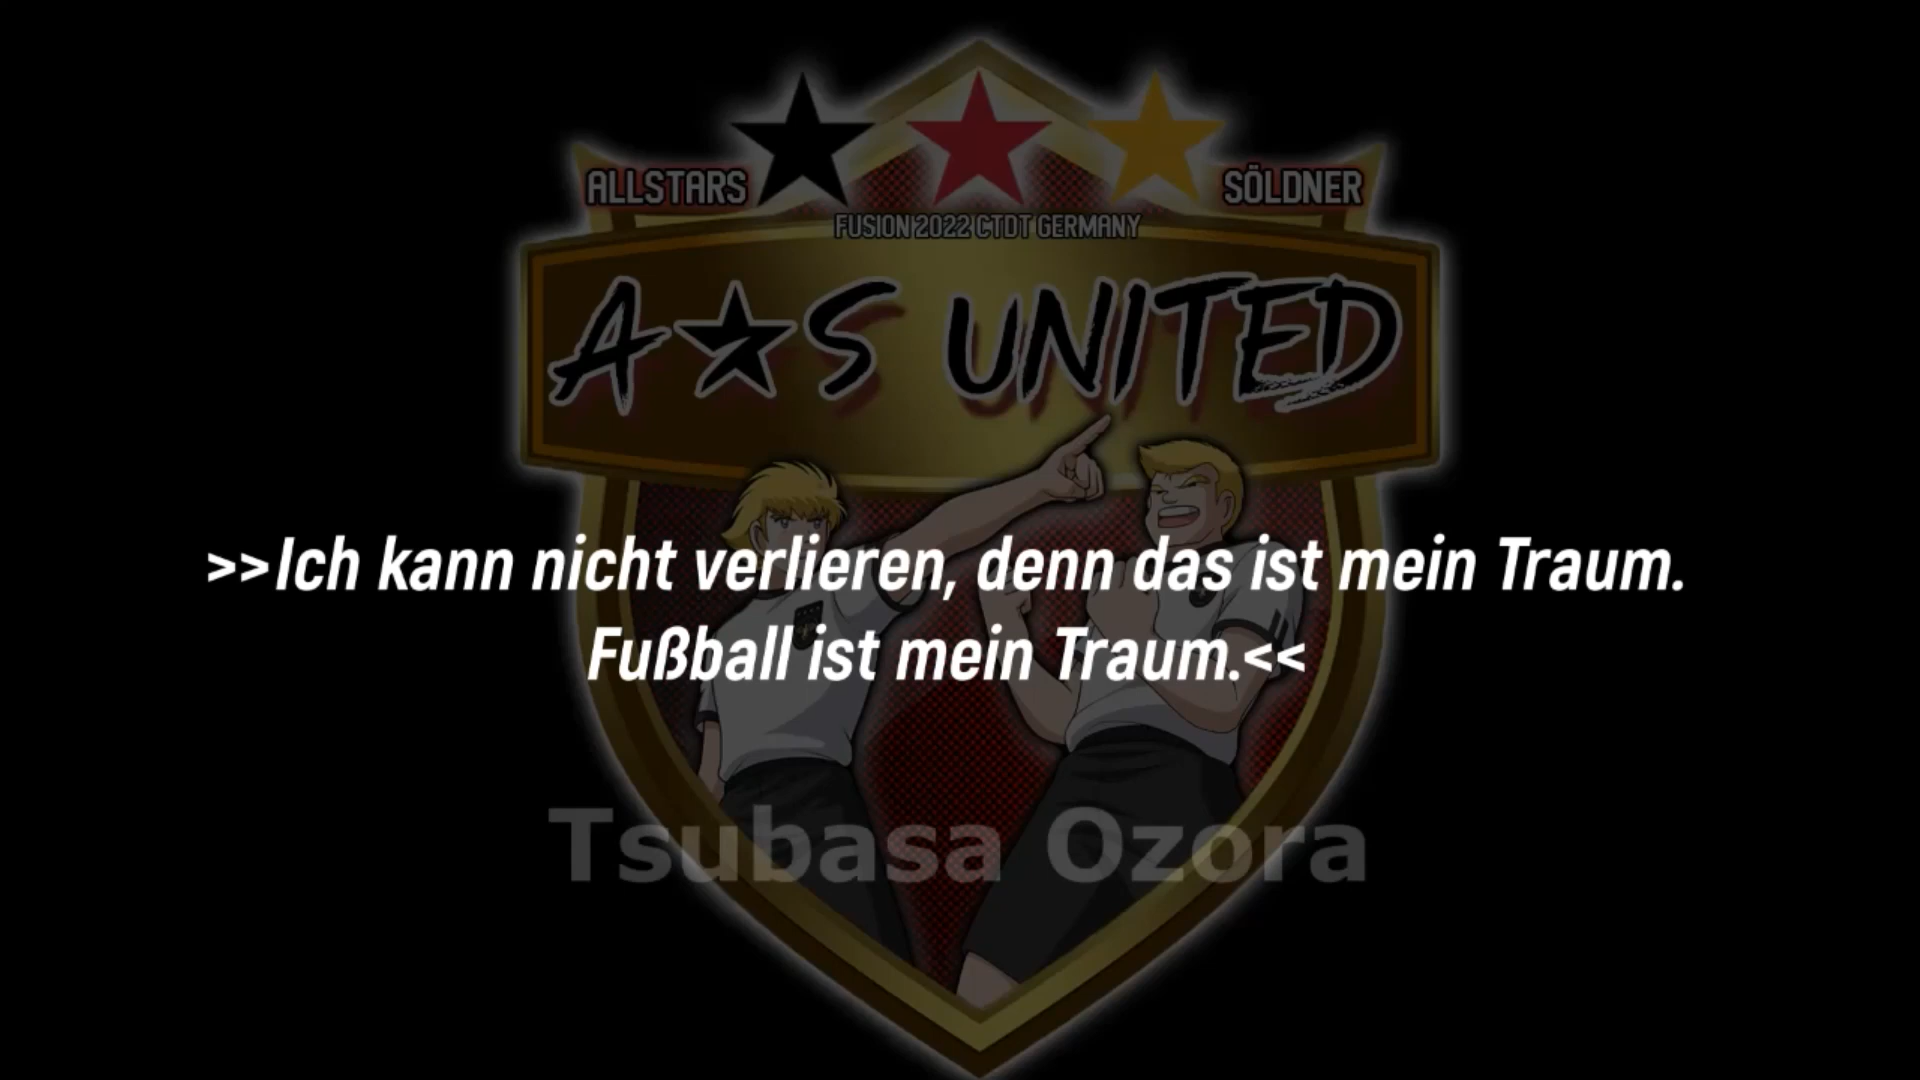 ALLSTARS
SÖLDNER
FUSION 2022 CTDT GERMANY
A★S UNITED
>>Ich kann nicht verlieren, denn das ist mein Traum.
Fußball ist mein Traum.<<
Tsubasa Ozora